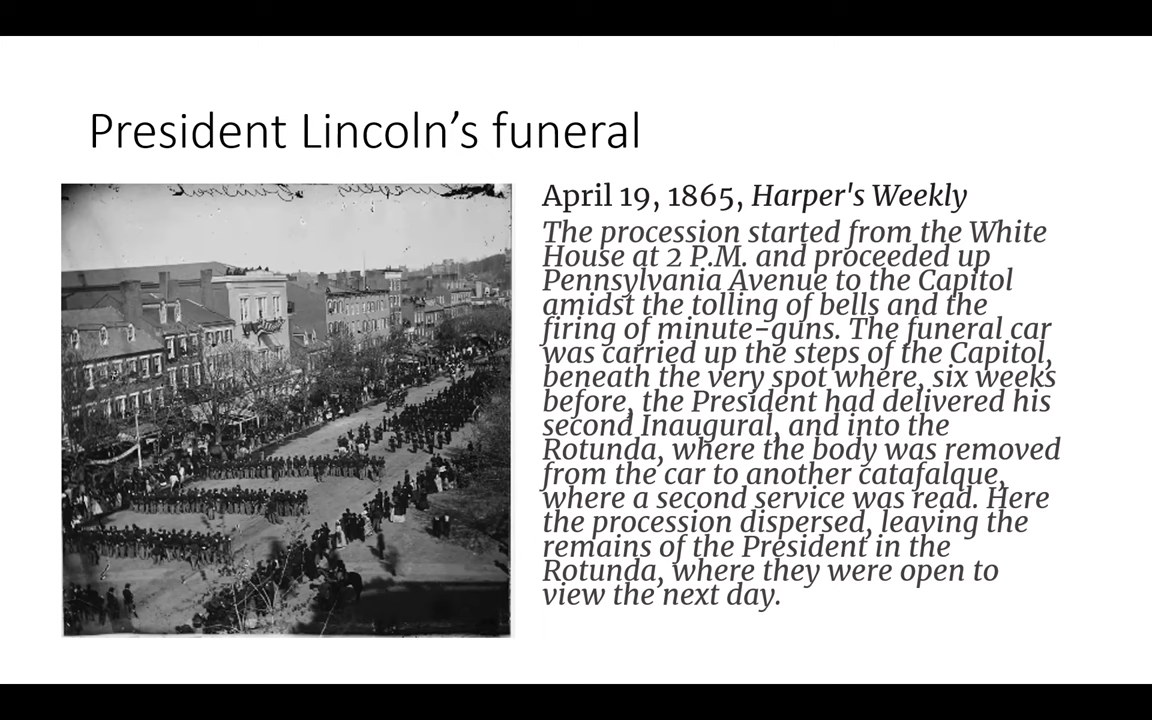 President Lincoln’s funeral
April 19, 1865, Harper's Weekly
The procession started from the White
House at 2 P.M. and proceeded up
Pennsylvania Avenue to the Capitol
amidst the tolling of bells and the
firing of minute-guns. The funeral car
was carried up the steps of the Capitol,
beneath the very spot where, six weeks
before, the President had delivered his
second Inaugural, and into the
Rotunda, where the body was removed
from the car to another catafalque,
where a second service was read. Here
the procession dispersed, leaving the
remains of the President in the
Rotunda, where they were open to
view the next day.